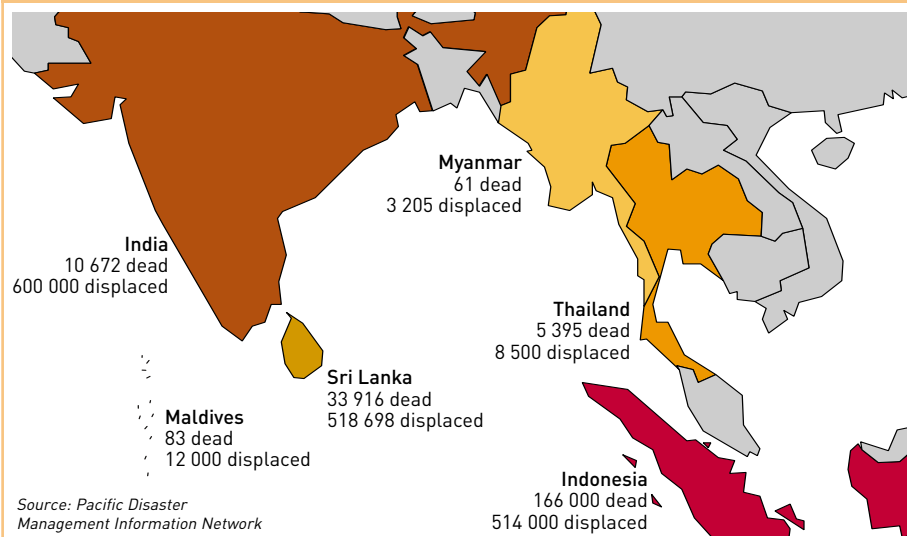 Myanmar
61 dead
3 205 displaced
India
10 672 dead
600 000 displaced
Thailand
5 395 dead
8 500 displaced
Sri Lanka
33 916 dead
518 698 displaced
Maldives
83 dead
12 000 displaced
Indonesia
166 000 dead
514 000 displaced
Source: Pacific Disaster
Management Information Network